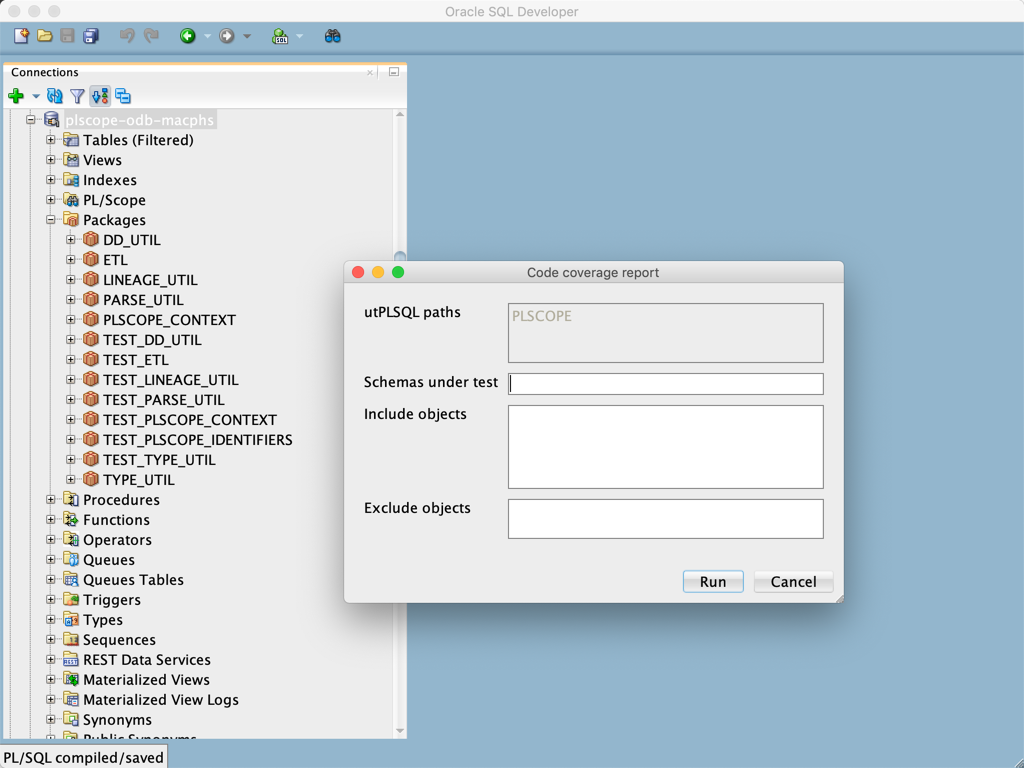 Oracle SQL Developer
SQL
Connections
plscope-odb-macphs
Tables (Filtered)
Views
Indexes
PL/Scope
Packages
DD_UTIL
ETL
LINEAGE_UTIL
PARSE_UTIL
PLSCOPE_CONTEXT
TEST_DD_UTIL
TEST_ETL
TEST_LINEAGE_UTIL
TEST_PARSE_UTIL
TEST_PLSCOPE_CONTEXT
TEST_PLSCOPE_IDENTIFIERS
TEST_TYPE_UTIL
TYPE_UTIL
Procedures
Functions
Operators
Queues
Queues Tables
Triggers
Types
Sequences
REST Data Services
Materialized Views
Materialized View Logs
Synonyms
Public Synonyms
PL/SQL compiled/saved
Code coverage report
utPLSQL paths
PLSCOPE
Schemas under test
Include objects
Exclude objects
Run
Cancel